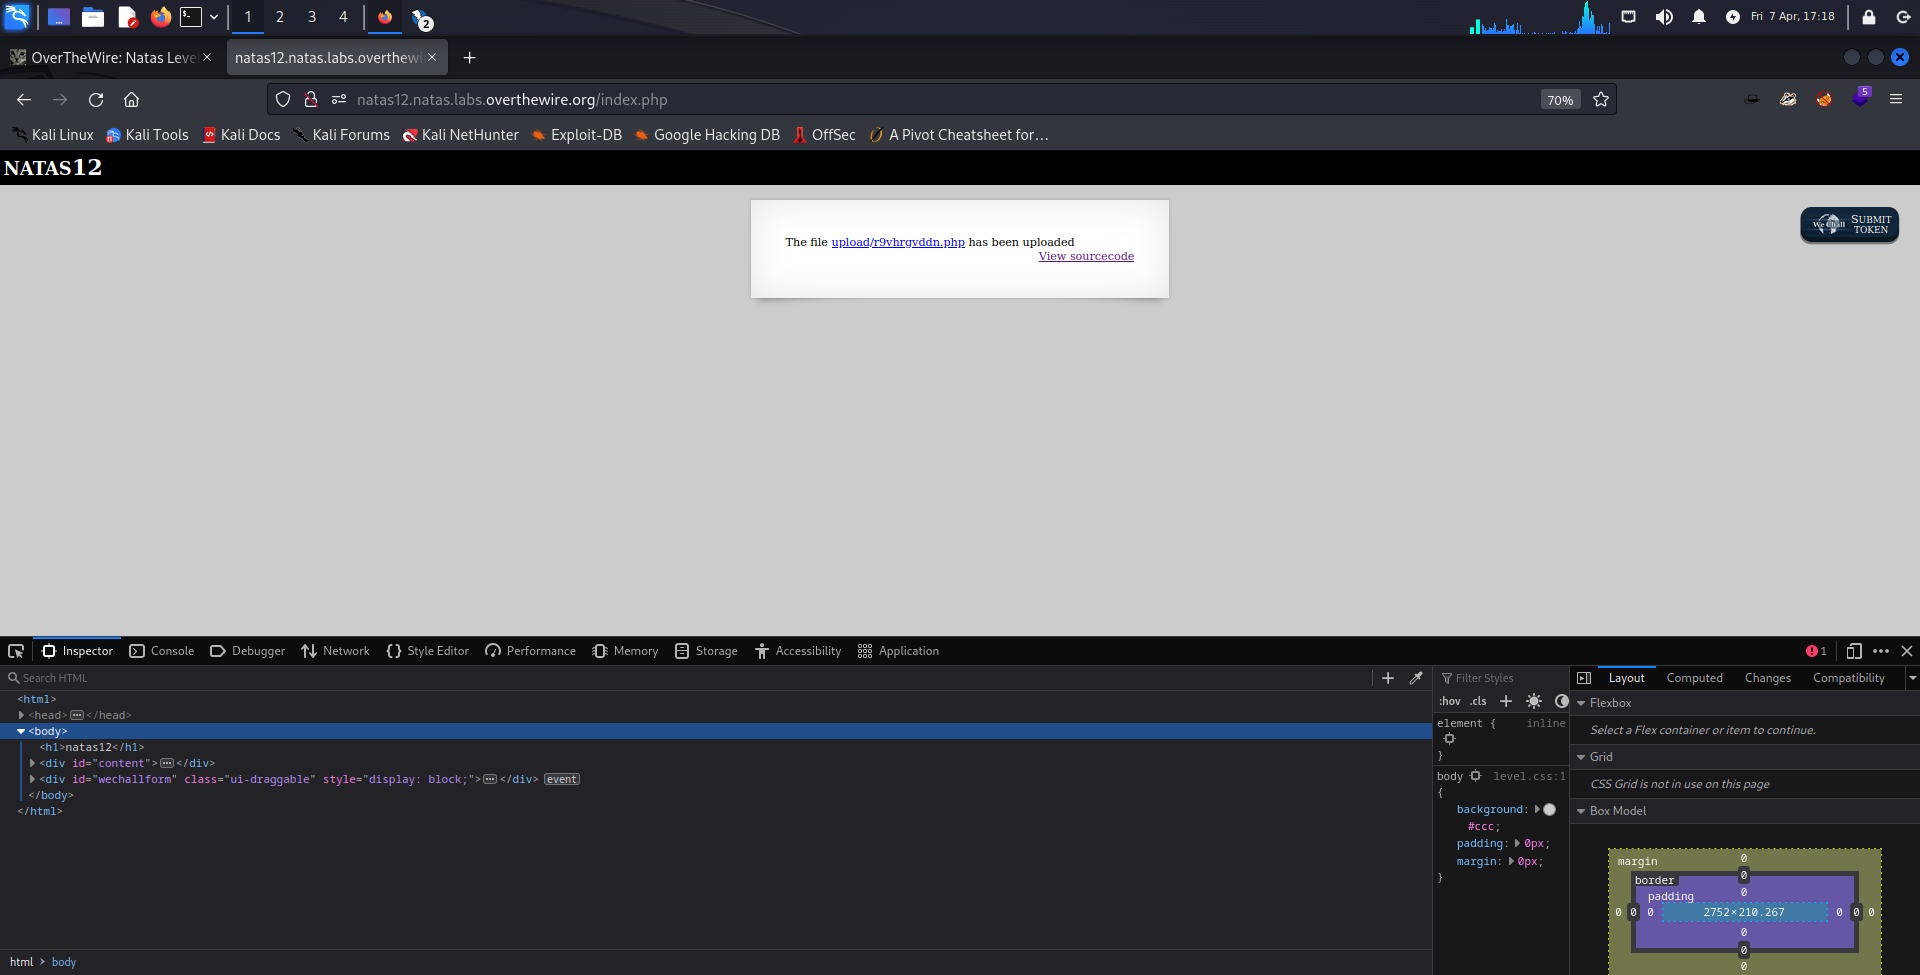 1
2
3
4
2
Fri 7 Apr, 17:18
OverTheWire: Natas Leve
natas12.natas.labs.overthewi
natas12.natas.labs.overthewire.org/index.php
70%
5
Kali Linux
Kali Tools
Kali Docs
Kali Forums
Kali NetHunter
Exploit-DB
Google Hacking DB
OffSec
A Pivot Cheatsheet for…
NATAS12
The file upload/r9vhrgvddn.php has been uploaded
View sourcecode
We Chall
SUBMIT
TOKEN
Inspector
Console
Debugger
Network
Style Editor
Performance
Memory
Storage
Accessibility
Application
1
Search HTML
<html>
<head> </head>
<body>
<h1>natas12</h1>
<div id="content"> </div>
<div id="wechallform" class="ui-draggable" style="display: block;"> </div> event
</body>
</html>
html > body
Filter Styles
:hov .cls
element { inline
}
body level.css:1
{
background:
#ccc;
padding: 0px;
margin: 0px;
}
Layout
Computed
Changes
Compatibility
Flexbox
Select a Flex container or item to continue.
Grid
CSS Grid is not in use on this page
Box Model
margin 0
border 0
padding 0
0 0 0 2752×210.267 0 0 0
0
0
0